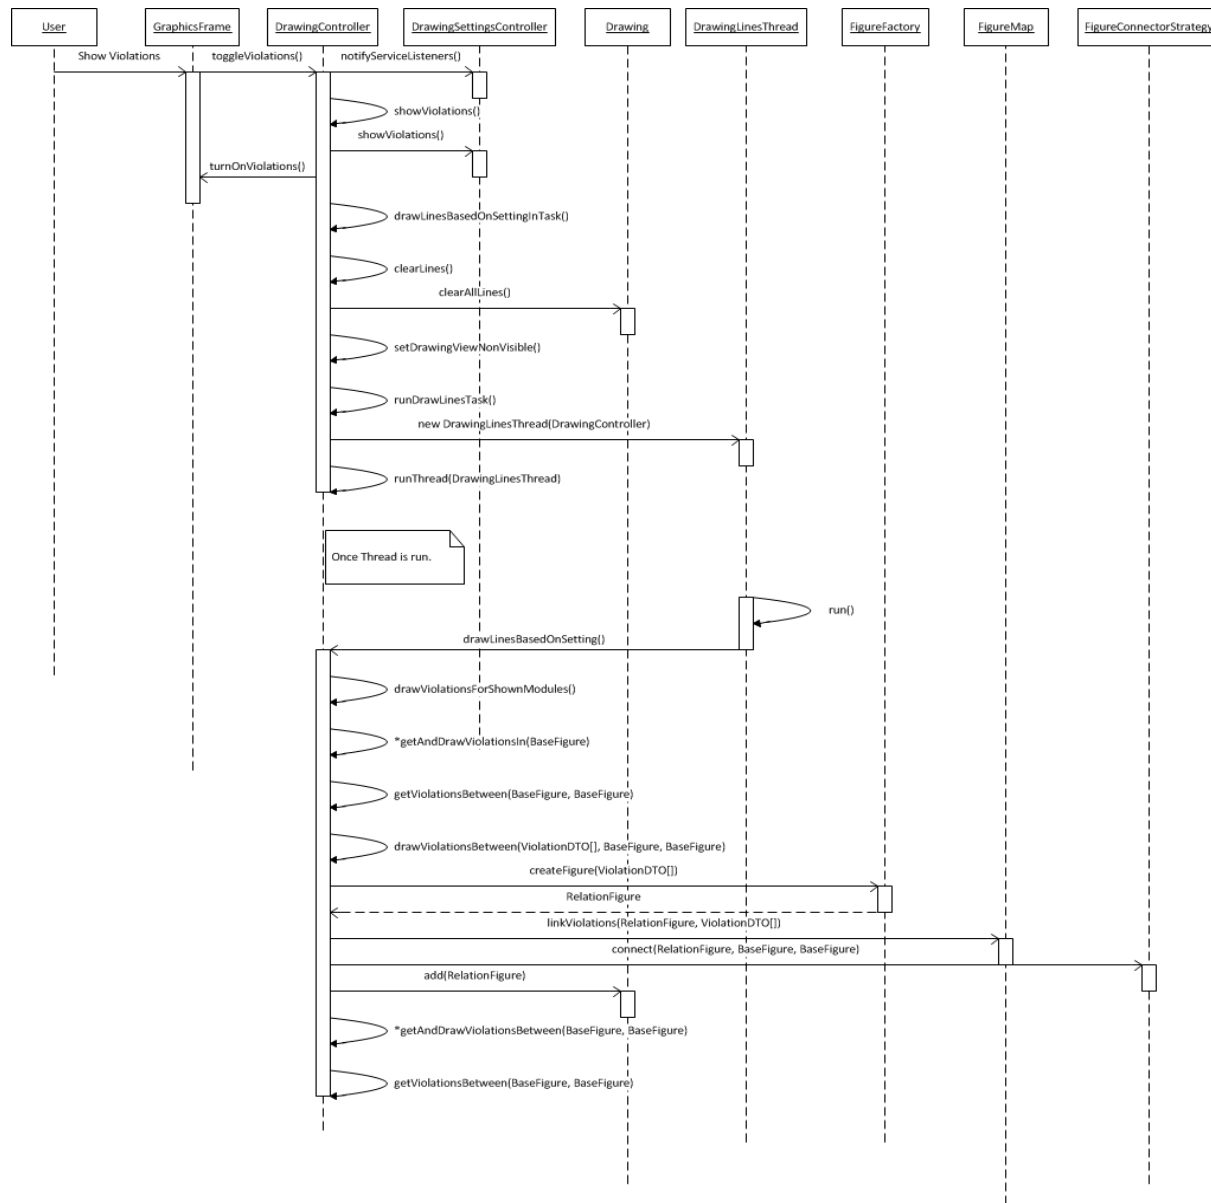 User GraphicsFrame DrawingController DrawingSettingsController Drawing DrawingLinesThread FigureFactory FigureMap FigureConnectorStrategy
Show Violations toggleViolations() notifyServiceListeners()
showViolations()
showViolations()
turnOnViolations()
drawLinesBasedOnSettingInTask()
clearLines()
clearAllLines()
setDrawingViewNonVisible()
runDrawLinesTask()
new DrawingLinesThread(DrawingController)
runThread(DrawingLinesThread)
Once Thread is run.
run()
drawLinesBasedOnSetting()
drawViolationsForShownModules()
*getAndDrawViolationsIn(BaseFigure)
getViolationsBetween(BaseFigure, BaseFigure)
drawViolationsBetween(ViolationDTO[], BaseFigure, BaseFigure)
createFigure(ViolationDTO[])
RelationFigure
linkViolations(RelationFigure, ViolationDTO[])
connect(RelationFigure, BaseFigure, BaseFigure)
add(RelationFigure)
*getAndDrawViolationsBetween(BaseFigure, BaseFigure)
getViolationsBetween(BaseFigure, BaseFigure)